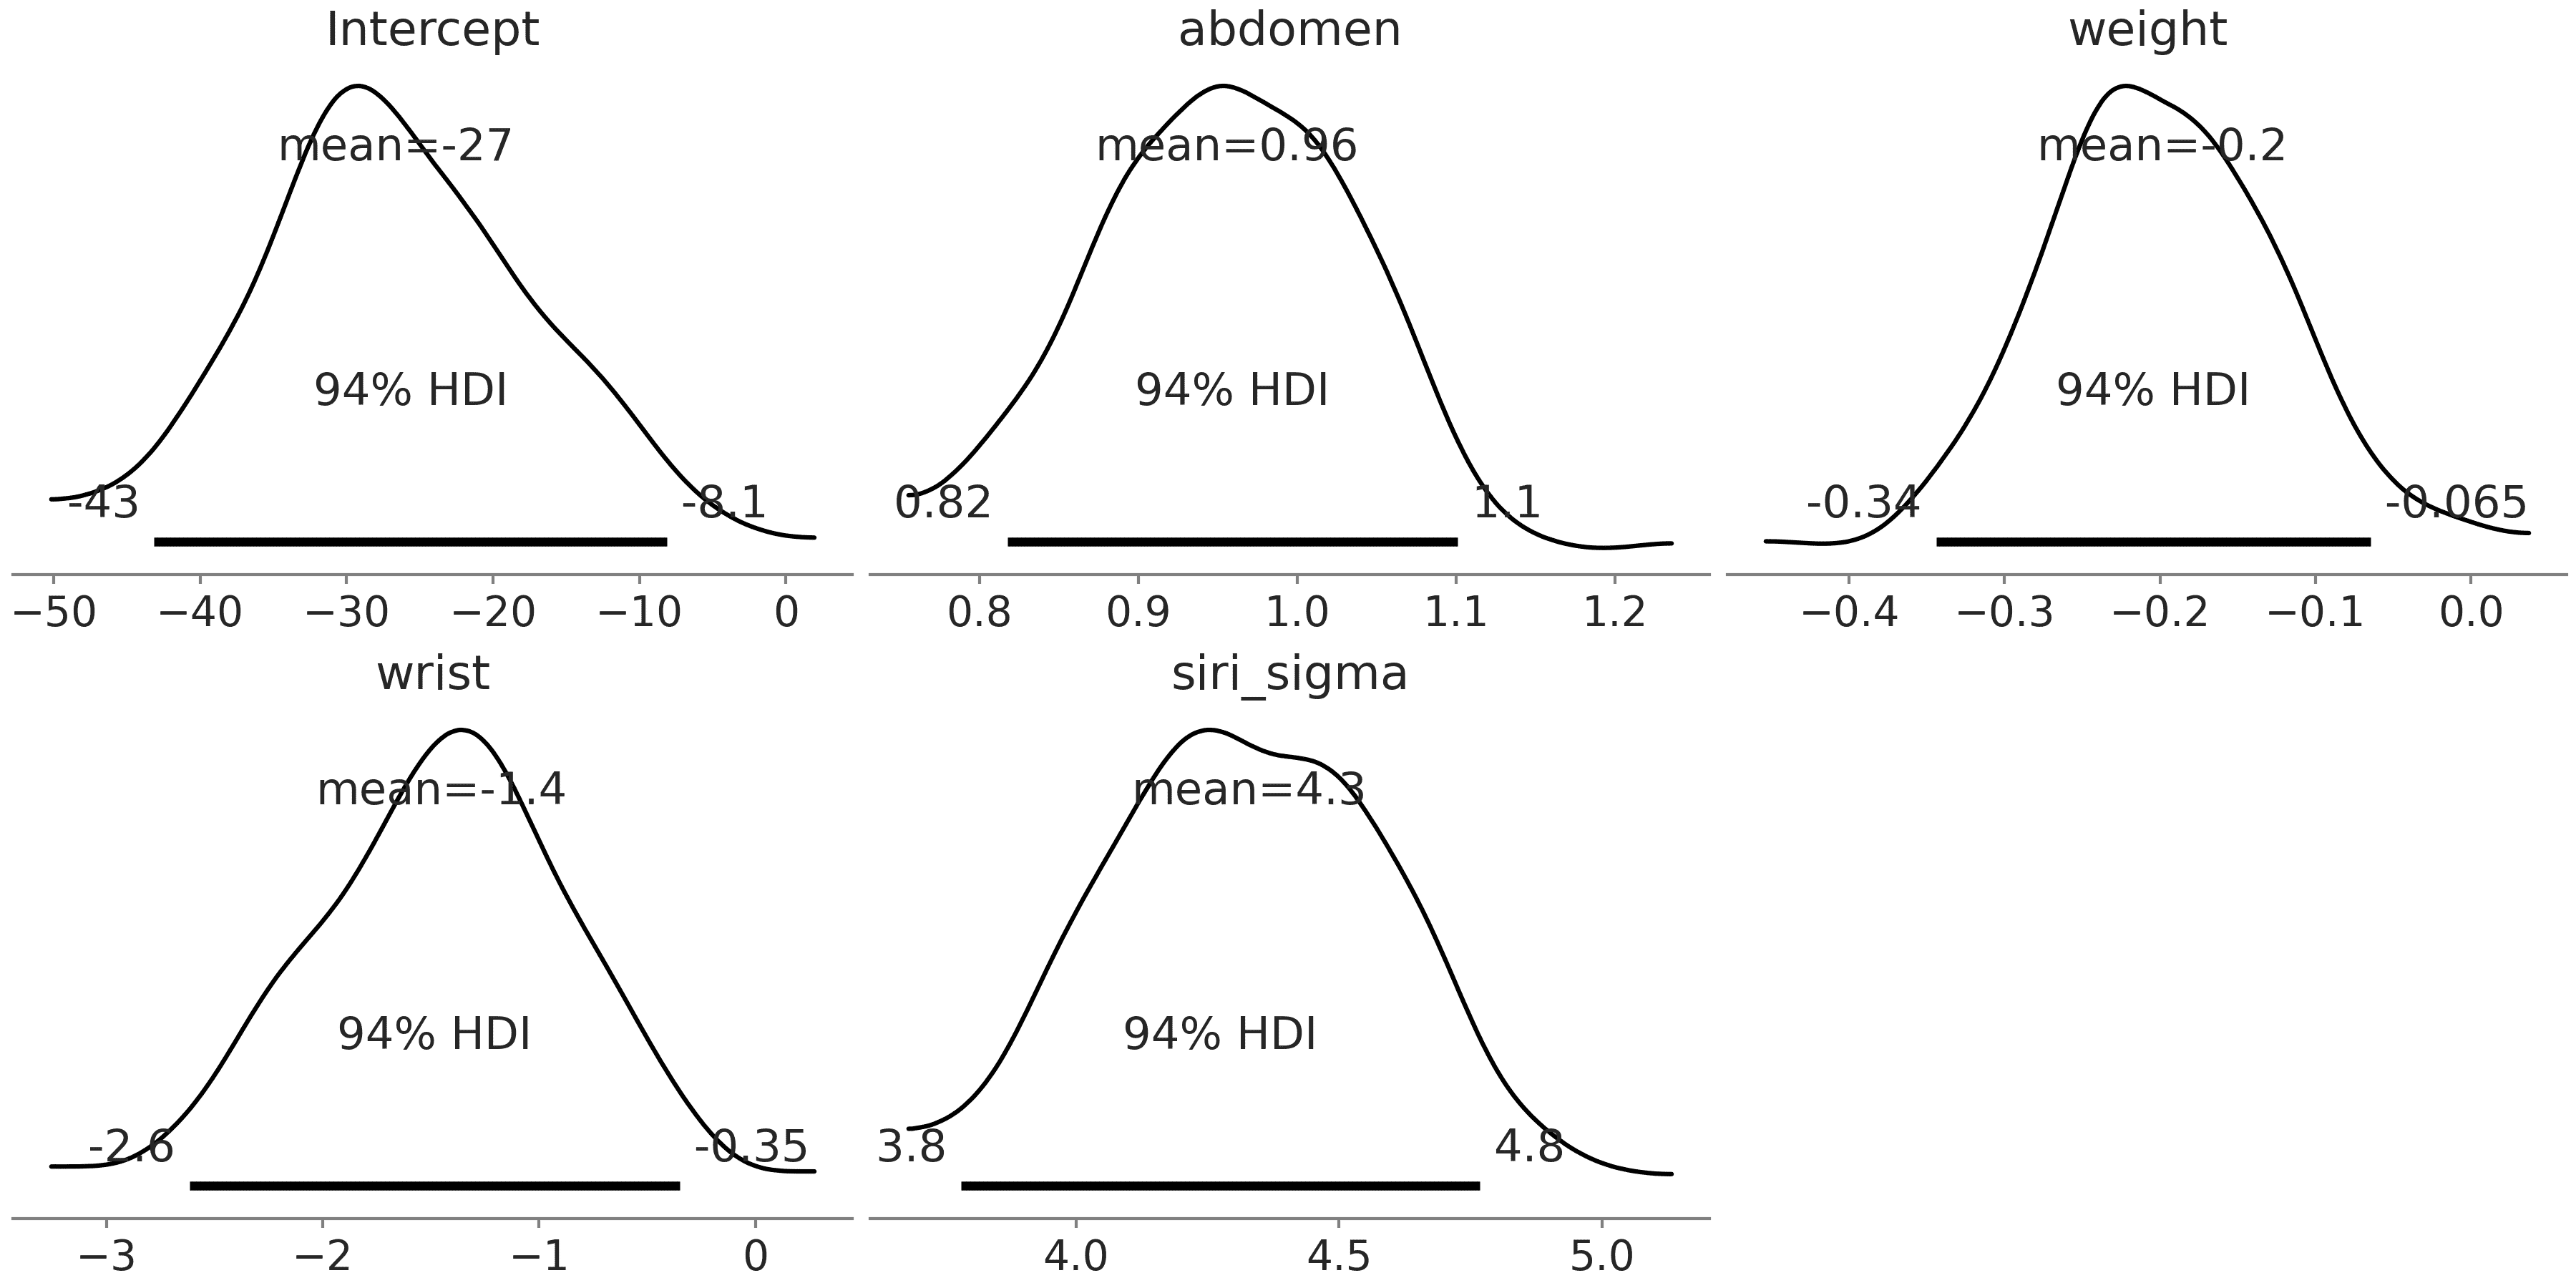 Intercept
mean=-27
94% HDI
-43
-8.1
−50 −40 −30 −20 −10 0
abdomen
mean=0.96
94% HDI
0.82
1.1
0.8 0.9 1.0 1.1 1.2
weight
mean=-0.2
94% HDI
-0.34
-0.065
−0.4 −0.3 −0.2 −0.1 0.0
wrist
mean=-1.4
94% HDI
-2.6
-0.35
−3 −2 −1 0
siri_sigma
mean=4.3
94% HDI
3.8
4.8
4.0 4.5 5.0